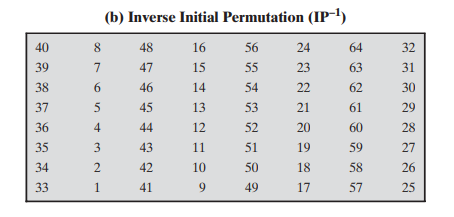 (b) Inverse Initial Permutation (IP⁻¹)
40 8 48 16 56 24 64 32
39 7 47 15 55 23 63 31
38 6 46 14 54 22 62 30
37 5 45 13 53 21 61 29
36 4 44 12 52 20 60 28
35 3 43 11 51 19 59 27
34 2 42 10 50 18 58 26
33 1 41 9 49 17 57 25